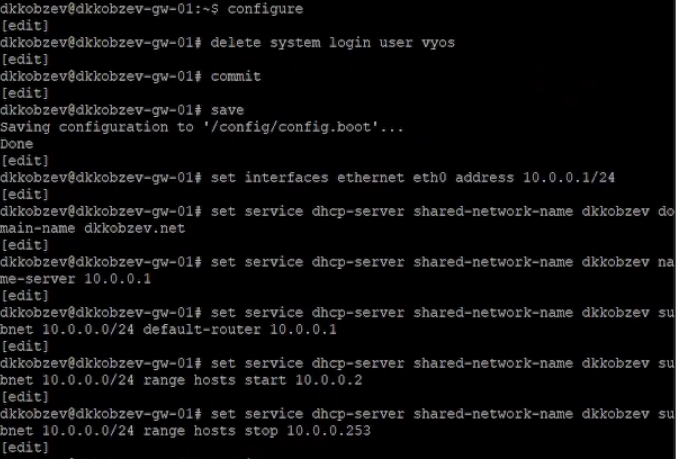 dkkobzev@dkkobzev-gw-01:~$ configure
[edit]
dkkobzev@dkkobzev-gw-01# delete system login user vyos
[edit]
dkkobzev@dkkobzev-gw-01# commit
[edit]
dkkobzev@dkkobzev-gw-01# save
Saving configuration to '/config/config.boot'...
Done
[edit]
dkkobzev@dkkobzev-gw-01# set interfaces ethernet eth0 address 10.0.0.1/24
[edit]
dkkobzev@dkkobzev-gw-01# set service dhcp-server shared-network-name dkkobzev do
main-name dkkobzev.net
[edit]
dkkobzev@dkkobzev-gw-01# set service dhcp-server shared-network-name dkkobzev na
me-server 10.0.0.1
[edit]
dkkobzev@dkkobzev-gw-01# set service dhcp-server shared-network-name dkkobzev su
bnet 10.0.0.0/24 default-router 10.0.0.1
[edit]
dkkobzev@dkkobzev-gw-01# set service dhcp-server shared-network-name dkkobzev su
bnet 10.0.0.0/24 range hosts start 10.0.0.2
[edit]
dkkobzev@dkkobzev-gw-01# set service dhcp-server shared-network-name dkkobzev su
bnet 10.0.0.0/24 range hosts stop 10.0.0.253
[edit]